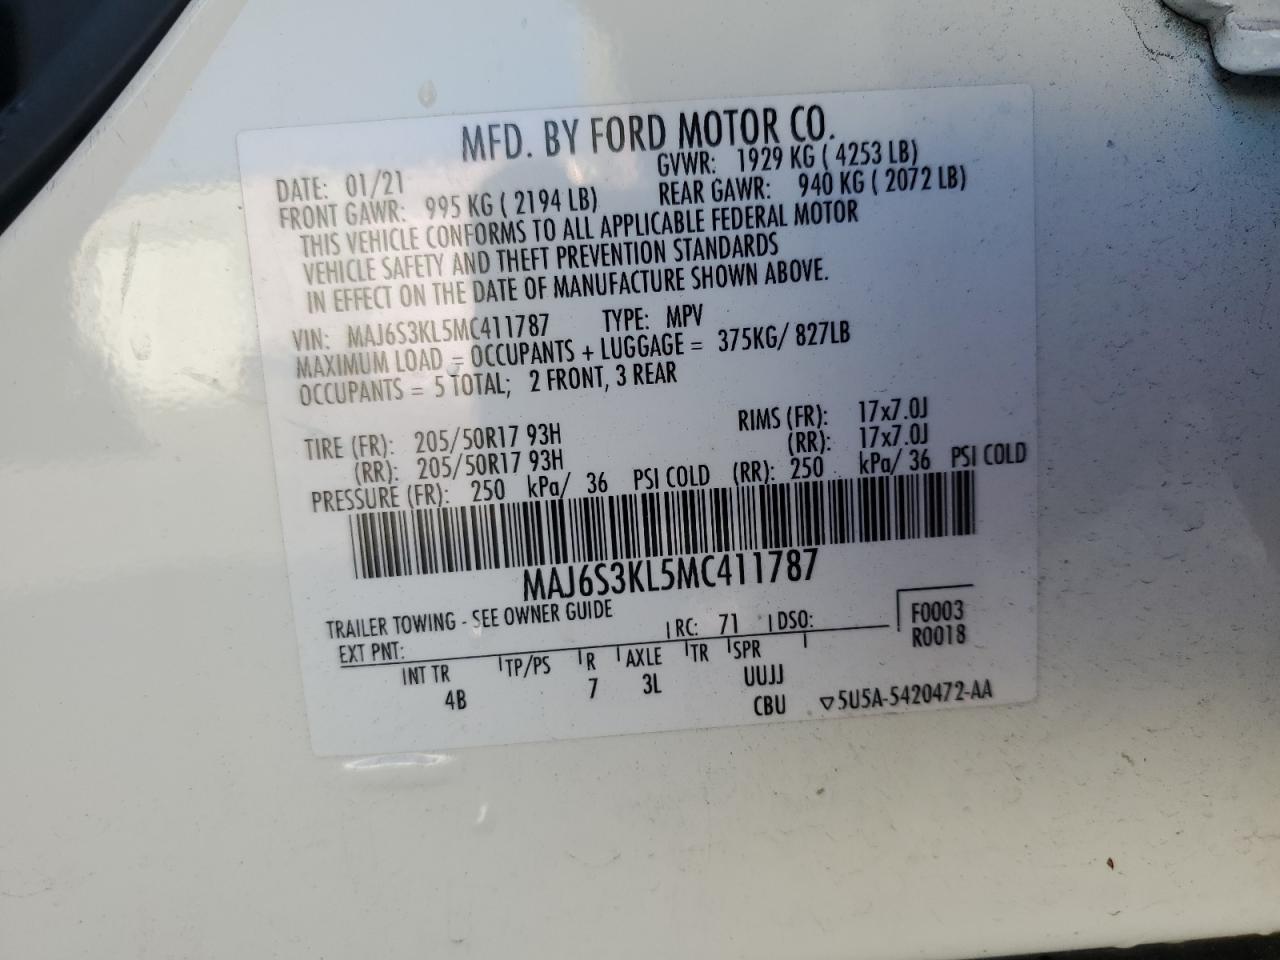 MFD. BY FORD MOTOR CO.
DATE: 01/21 GVWR: 1929 KG ( 4253 LB)
FRONT GAWR: 995 KG ( 2194 LB) REAR GAWR: 940 KG ( 2072 LB)
THIS VEHICLE CONFORMS TO ALL APPLICABLE FEDERAL MOTOR
VEHICLE SAFETY AND THEFT PREVENTION STANDARDS
IN EFFECT ON THE DATE OF MANUFACTURE SHOWN ABOVE.
VIN: MAJ6S3KL5MC411787 TYPE: MPV
MAXIMUM LOAD = OCCUPANTS + LUGGAGE = 375KG/ 827LB
OCCUPANTS = 5 TOTAL; 2 FRONT, 3 REAR
TIRE (FR): 205/50R17 93H RIMS (FR): 17x7.0J
(RR): 205/50R17 93H (RR): 17x7.0J
PRESSURE (FR): 250 kPa/ 36 PSI COLD (RR): 250 kPa/ 36 PSI COLD
MAJ6S3KL5MC411787
TRAILER TOWING - SEE OWNER GUIDE
EXT PNT: RC: 71 DSO: F0003
R0018
INT TR TP/PS R AXLE TR SPR
4B 7 3L UUJJ
CBU ▽5U5A-5420472-AA